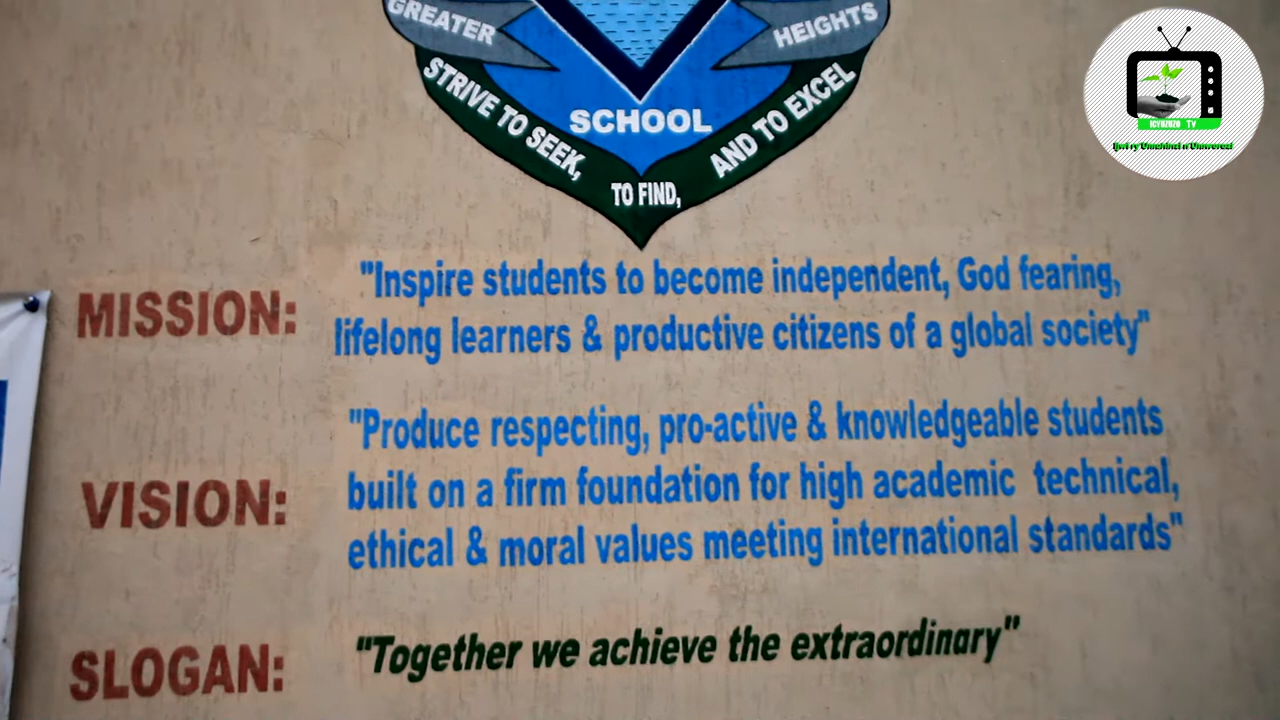 GREATER HEIGHTS
SCHOOL
STRIVE TO SEEK, TO FIND, AND TO EXCEL
ICYUZUZO TV
MISSION: "Inspire students to become independent, God fearing,
lifelong learners & productive citizens of a global society"
VISION: "Produce respecting, pro-active & knowledgeable students
built on a firm foundation for high academic technical,
ethical & moral values meeting international standards"
SLOGAN: "Together we achieve the extraordinary"